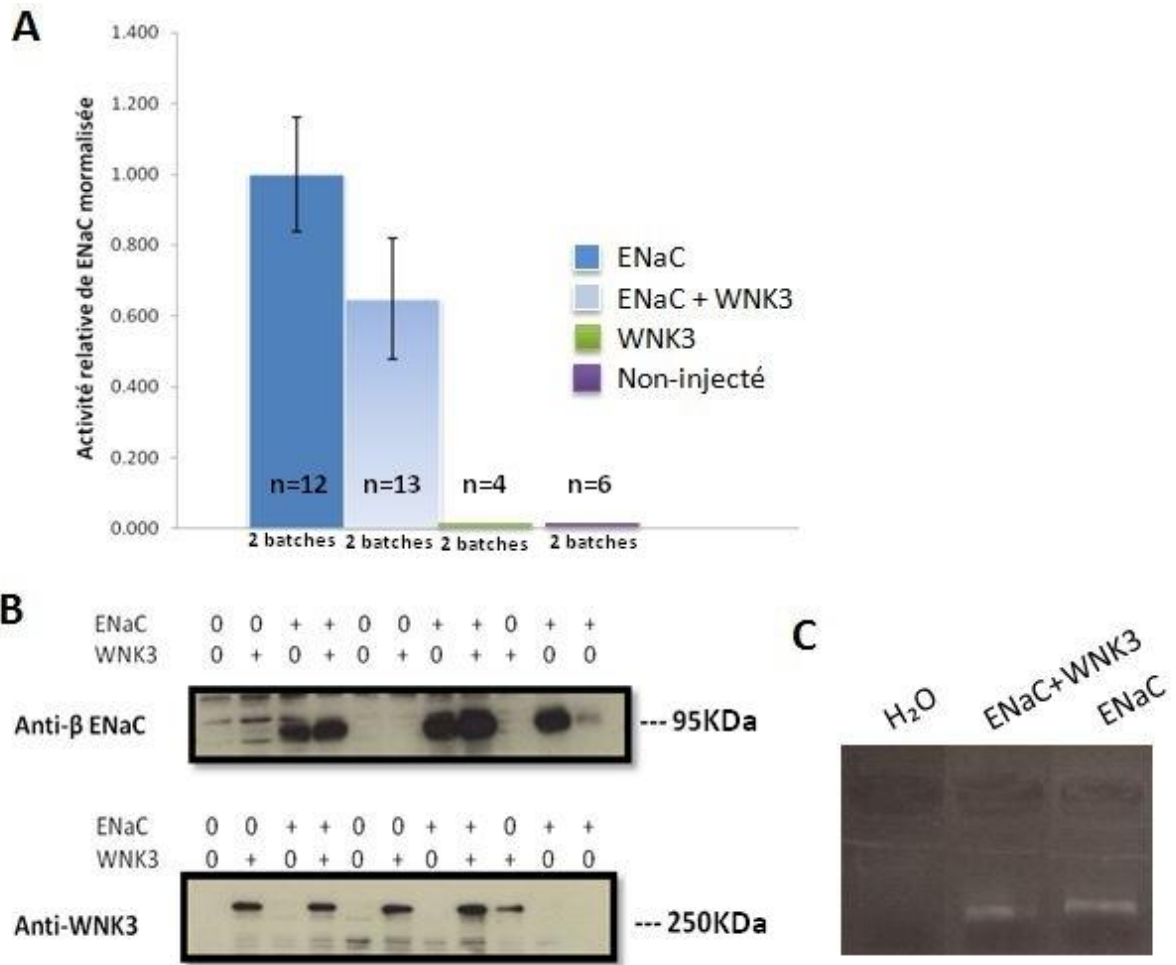 A
Activité relative de ENaC mormalisée
1.400
1.200
1.000
0.800
0.600
0.400
0.200
0.000
n=12 n=13 n=4 n=6
2 batches 2 batches 2 batches 2 batches
ENaC
ENaC + WNK3
WNK3
Non-injecté
B
ENaC 0 0 + + 0 0 + + 0 + +
WNK3 0 + 0 + 0 + 0 + + 0 0
Anti-β ENaC
--- 95KDa
ENaC 0 0 + + 0 0 + + 0 + +
WNK3 0 + 0 + 0 + 0 + + 0 0
Anti-WNK3
--- 250KDa
C
H₂O
ENaC+WNK3
ENaC